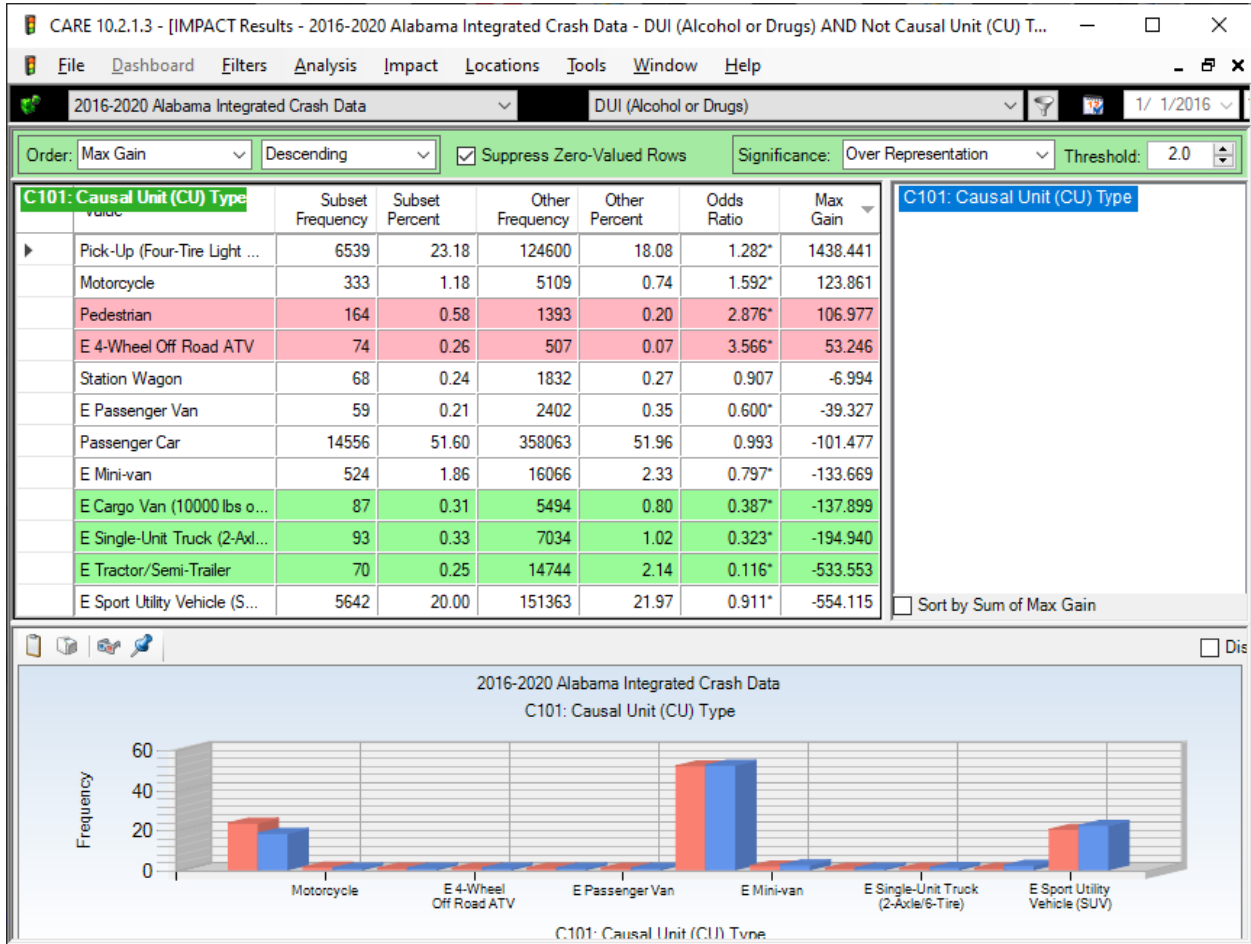 CARE 10.2.1.3 - [IMPACT Results - 2016-2020 Alabama Integrated Crash Data - DUI (Alcohol or Drugs) AND Not Causal Unit (CU) T...
File Dashboard Filters Analysis Impact Locations Tools Window Help
2016-2020 Alabama Integrated Crash Data DUI (Alcohol or Drugs) 1/ 1/2016
Order: Max Gain Descending Suppress Zero-Valued Rows Significance: Over Representation Threshold: 2.0
C101: Causal Unit (CU) Type Subset Frequency Subset Percent Other Frequency Other Percent Odds Ratio Max Gain C101: Causal Unit (CU) Type
Pick-Up (Four-Tire Light ... 6539 23.18 124600 18.08 1.282* 1438.441
Motorcycle 333 1.18 5109 0.74 1.592* 123.861
Pedestrian 164 0.58 1393 0.20 2.876* 106.977
E 4-Wheel Off Road ATV 74 0.26 507 0.07 3.566* 53.246
Station Wagon 68 0.24 1832 0.27 0.907 -6.994
E Passenger Van 59 0.21 2402 0.35 0.600* -39.327
Passenger Car 14556 51.60 358063 51.96 0.993 -101.477
E Mini-van 524 1.86 16066 2.33 0.797* -133.669
E Cargo Van (10000 lbs o... 87 0.31 5494 0.80 0.387* -137.899
E Single-Unit Truck (2-Axl... 93 0.33 7034 1.02 0.323* -194.940
E Tractor/Semi-Trailer 70 0.25 14744 2.14 0.116* -533.553
E Sport Utility Vehicle (S... 5642 20.00 151363 21.97 0.911* -554.115
Sort by Sum of Max Gain
Dis
2016-2020 Alabama Integrated Crash Data
C101: Causal Unit (CU) Type
Frequency
60
40
20
0
Motorcycle
E 4-Wheel Off Road ATV
E Passenger Van
E Mini-van
E Single-Unit Truck (2-Axle/6-Tire)
E Sport Utility Vehicle (SUV)
C101: Causal Unit (CU) Type